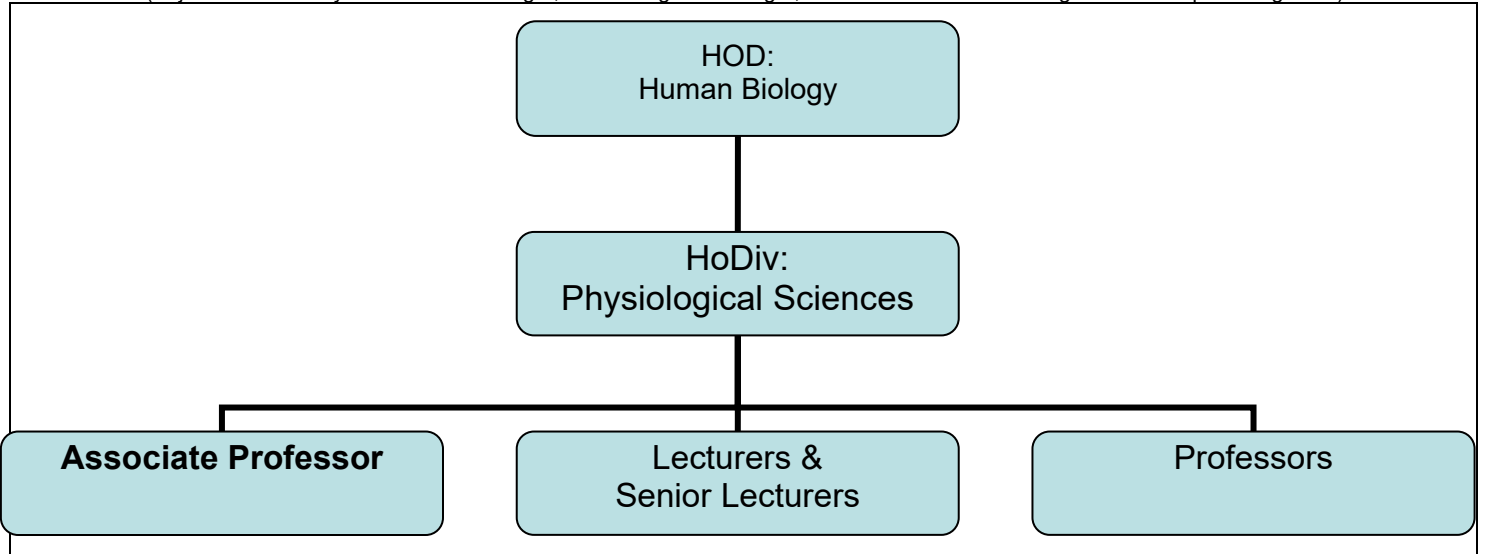 HOD:
Human Biology
HoDiv:
Physiological Sciences
Associate Professor
Lecturers &
Senior Lecturers
Professors